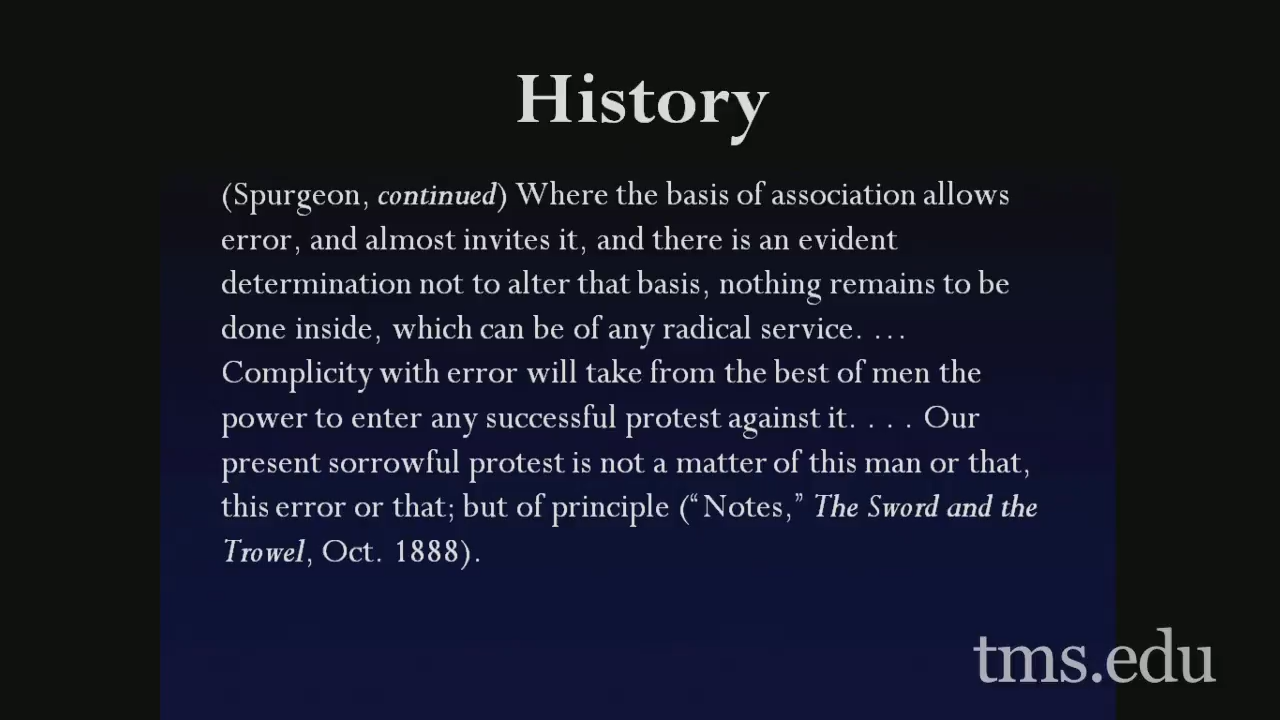 History
(Spurgeon, continued) Where the basis of association allows
error, and almost invites it, and there is an evident
determination not to alter that basis, nothing remains to be
done inside, which can be of any radical service. …
Complicity with error will take from the best of men the
power to enter any successful protest against it. . . . Our
present sorrowful protest is not a matter of this man or that,
this error or that; but of principle (“Notes,” The Sword and the
Trowel, Oct. 1888).
tms.edu